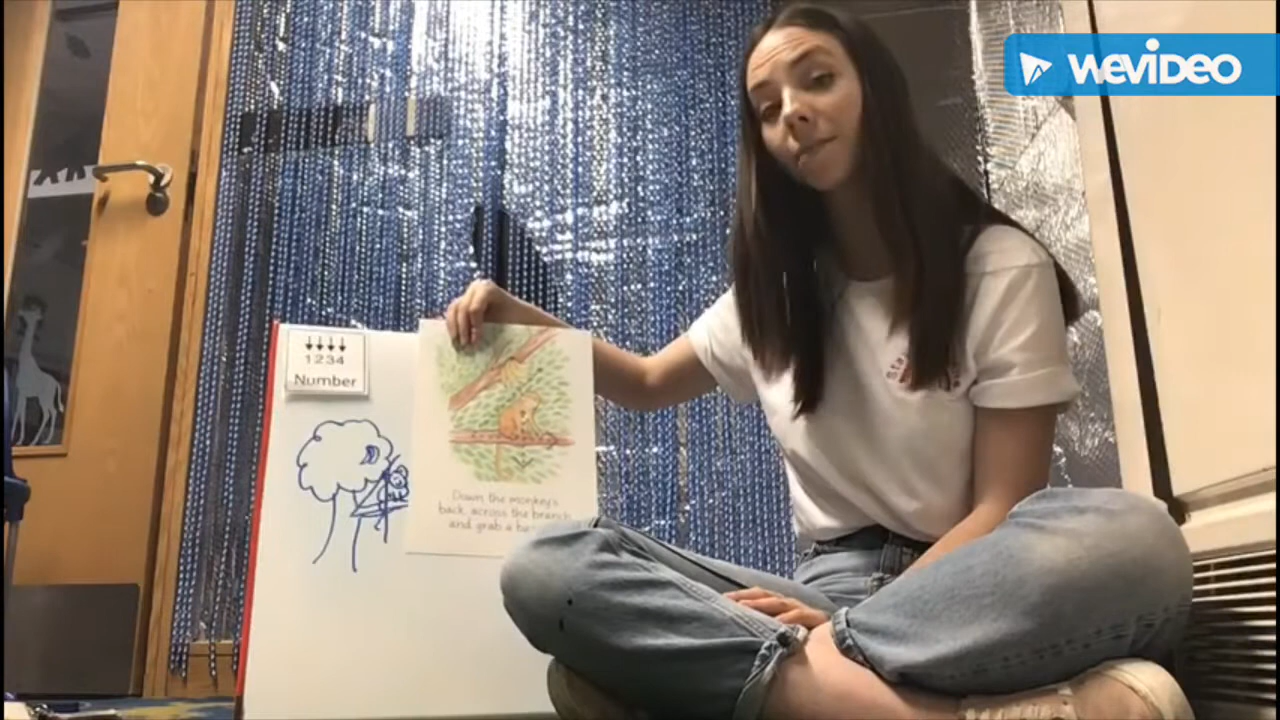 WEVIDEO
1234
Number
Down the monkey's
back, across the branch
and grab a